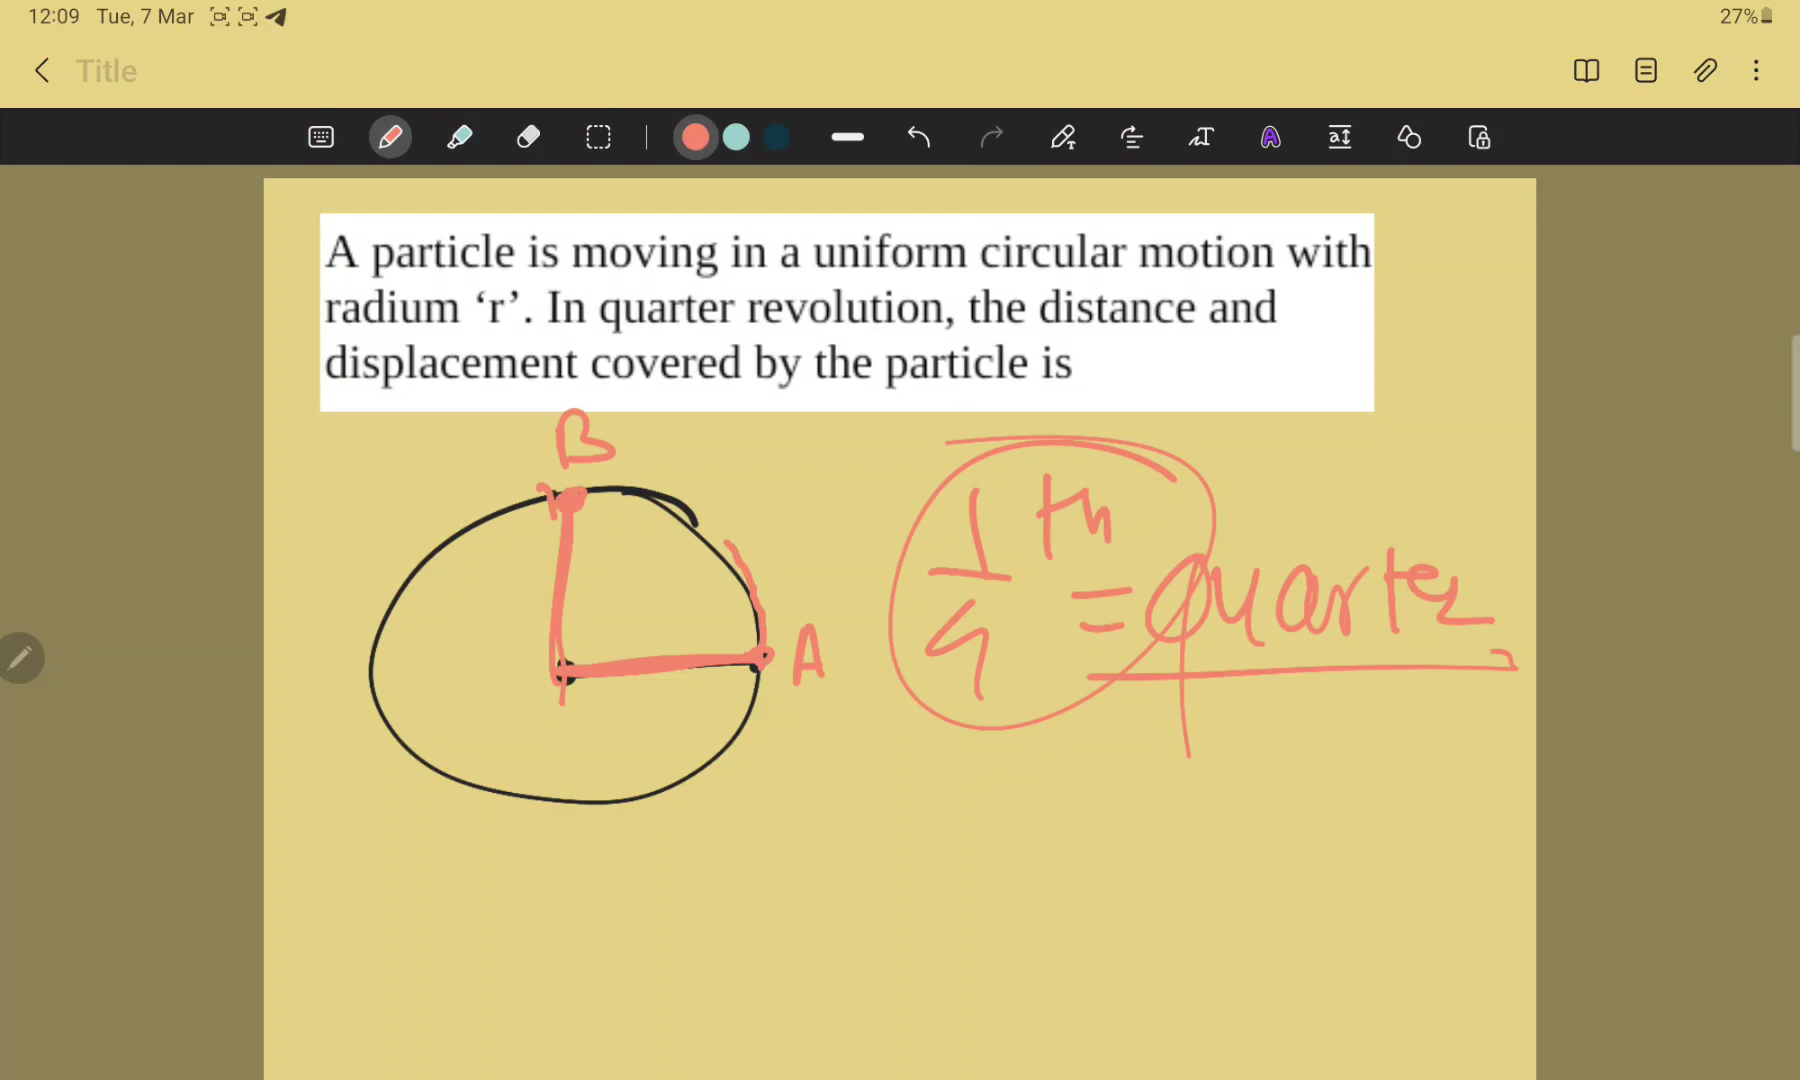 12:09 Tue, 7 Mar
27%
Title
A particle is moving in a uniform circular motion with
radium ‘r’. In quarter revolution, the distance and
displacement covered by the particle is
B
A
1/4 th = quarter